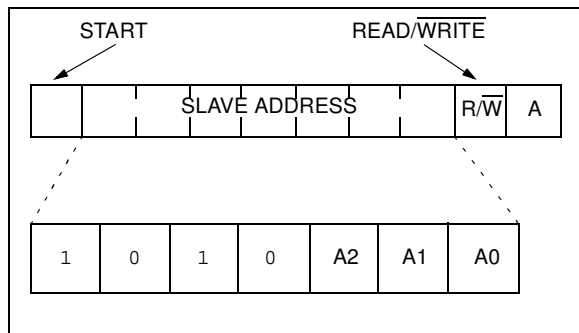 START READ/WRITE
SLAVE ADDRESS R/W A
1 0 1 0 A2 A1 A0